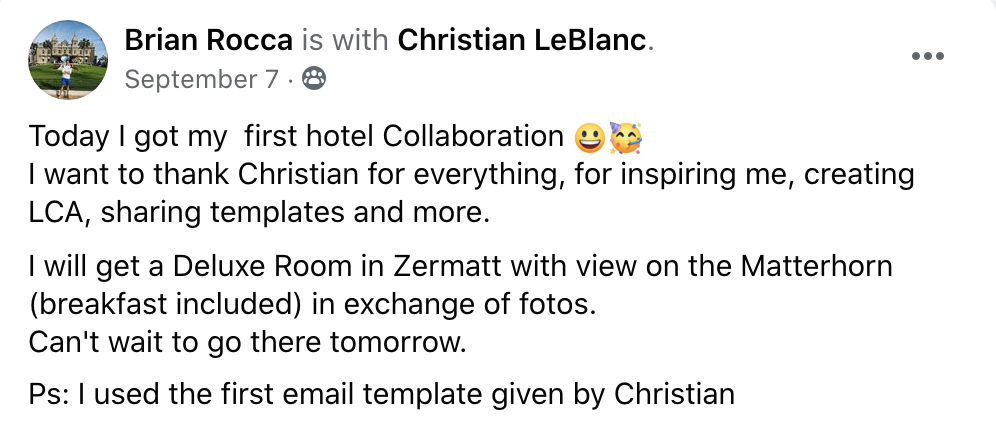 Brian Rocca is with Christian LeBlanc.
September 7 ·
Today I got my  first hotel Collaboration 😃🥳
I want to thank Christian for everything, for inspiring me, creating
LCA, sharing templates and more.
I will get a Deluxe Room in Zermatt with view on the Matterhorn
(breakfast included) in exchange of fotos.
Can't wait to go there tomorrow.
Ps: I used the first email template given by Christian